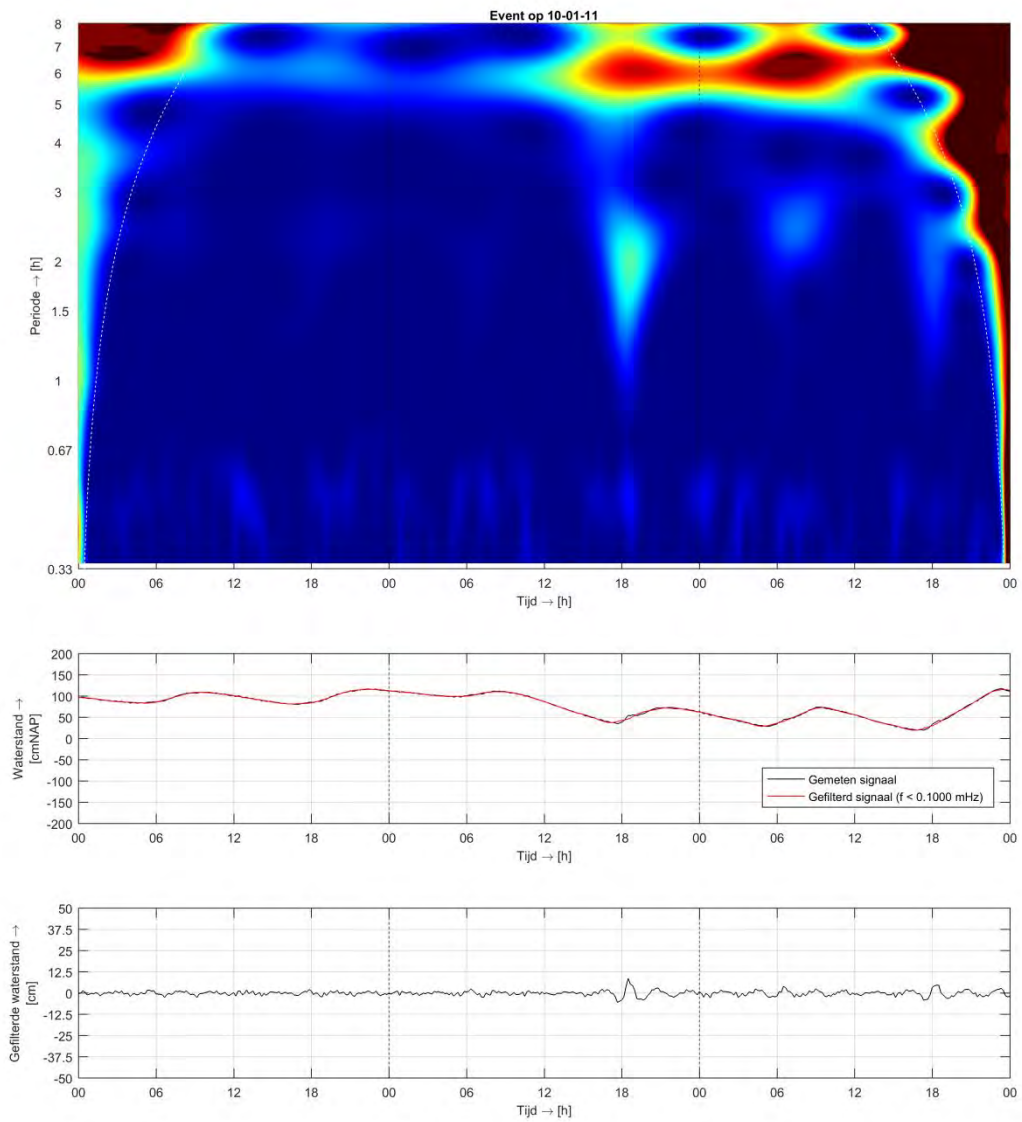 Event op 10-01-11
8
7
6
5
4
3
2
1.5
1
0.67
0.33
Periode → [h]
00 06 12 18 00 06 12 18 00 06 12 18 00
Tijd → [h]
200
150
100
50
0
-50
-100
-150
-200
Waterstand →
[cmNAP]
Gemeten signaal
Gefilterd signaal (f < 0.1000 mHz)
00 06 12 18 00 06 12 18 00 06 12 18 00
Tijd → [h]
50
37.5
25
12.5
0
-12.5
-25
-37.5
-50
Gefilterde waterstand →
[cm]
00 06 12 18 00 06 12 18 00 06 12 18 00
Tijd → [h]